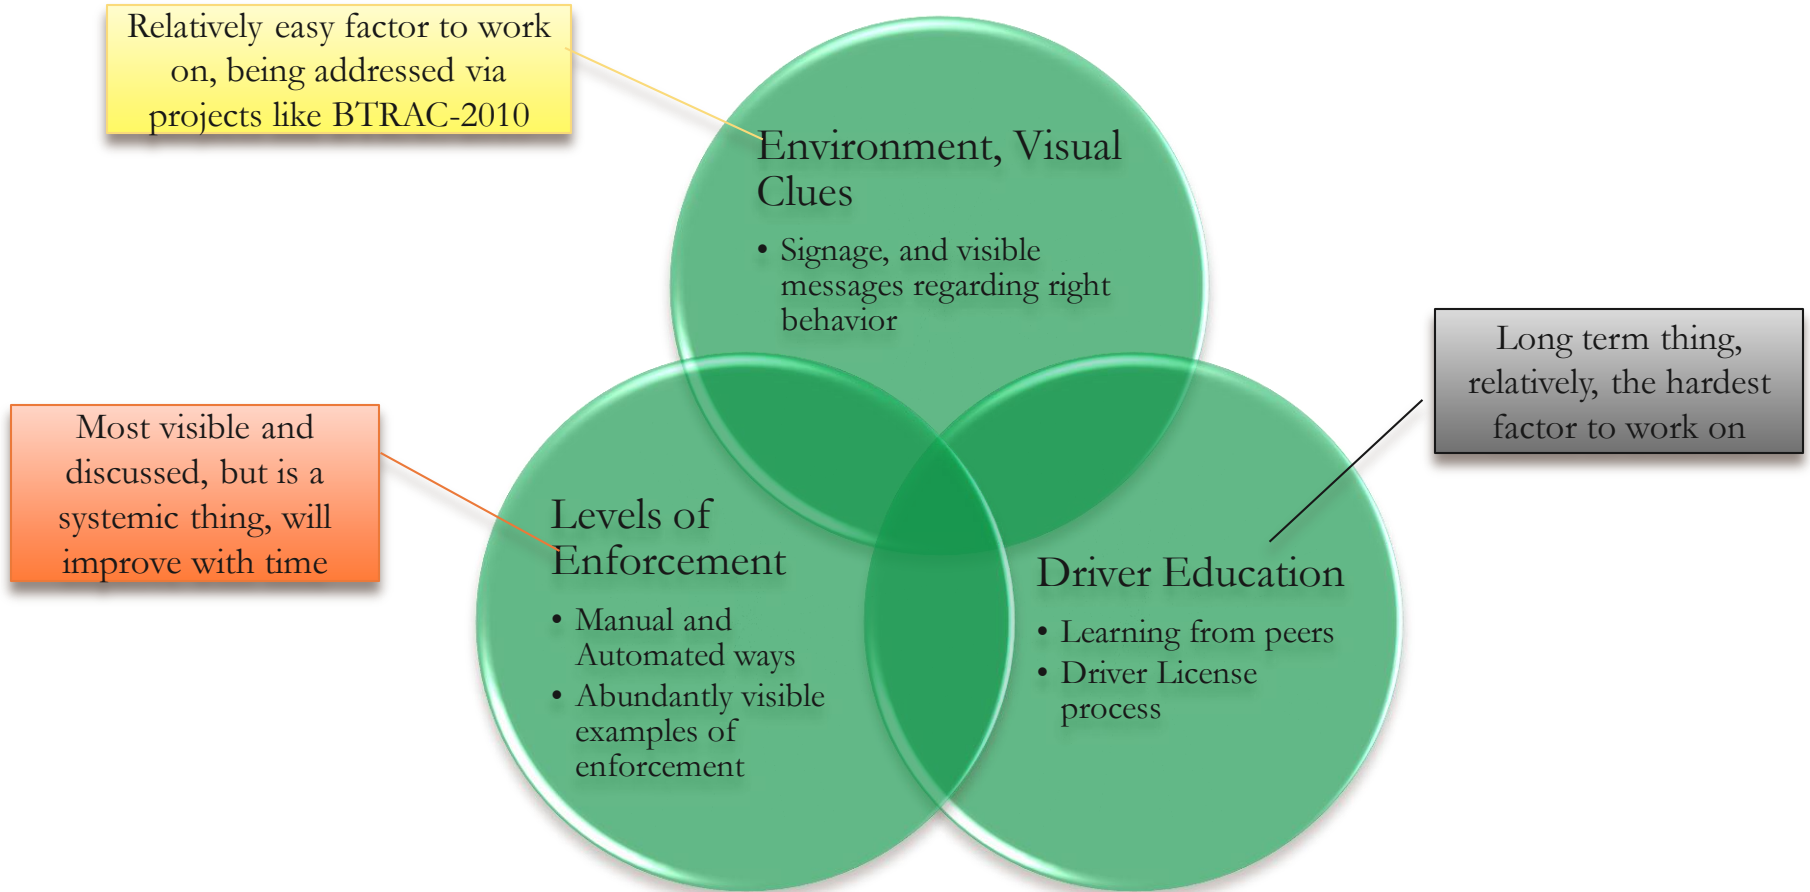 Relatively easy factor to work
on, being addressed via
projects like BTRAC-2010
Environment, Visual
Clues
• Signage, and visible
messages regarding right
behavior
Long term thing,
relatively, the hardest
factor to work on
Most visible and
discussed, but is a
systemic thing, will
improve with time
Levels of
Enforcement
• Manual and
Automated ways
• Abundantly visible
examples of
enforcement
Driver Education
• Learning from peers
• Driver License
process